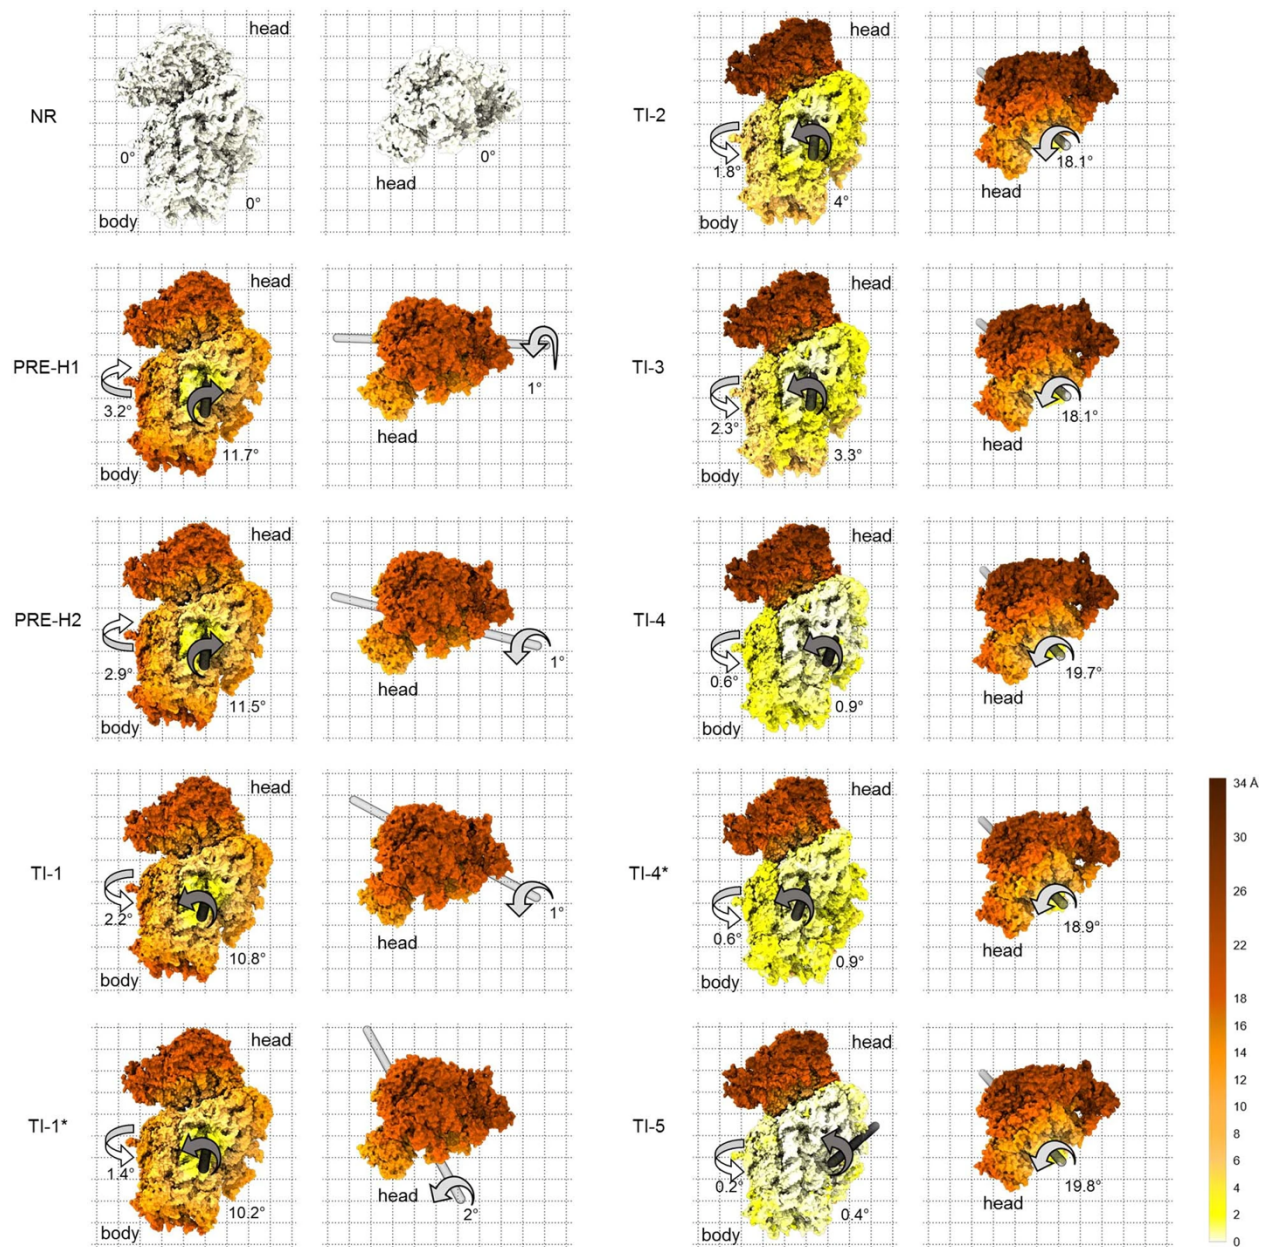 NR
head
0°
0°
body
0°
head
PRE-H1
head
3.2°
11.7°
body
1°
head
PRE-H2
head
2.9°
11.5°
body
1°
head
TI-1
head
2.2°
10.8°
body
1°
head
TI-1*
head
1.4°
10.2°
body
2°
head
TI-2
head
1.8°
4°
body
18.1°
head
TI-3
head
2.3°
3.3°
body
18.1°
head
TI-4
head
0.6°
0.9°
body
19.7°
head
TI-4*
head
0.6°
0.9°
body
18.9°
head
TI-5
head
0.2°
0.4°
body
19.8°
head
34 Å
30
26
22
18
16
14
12
10
8
6
4
2
0